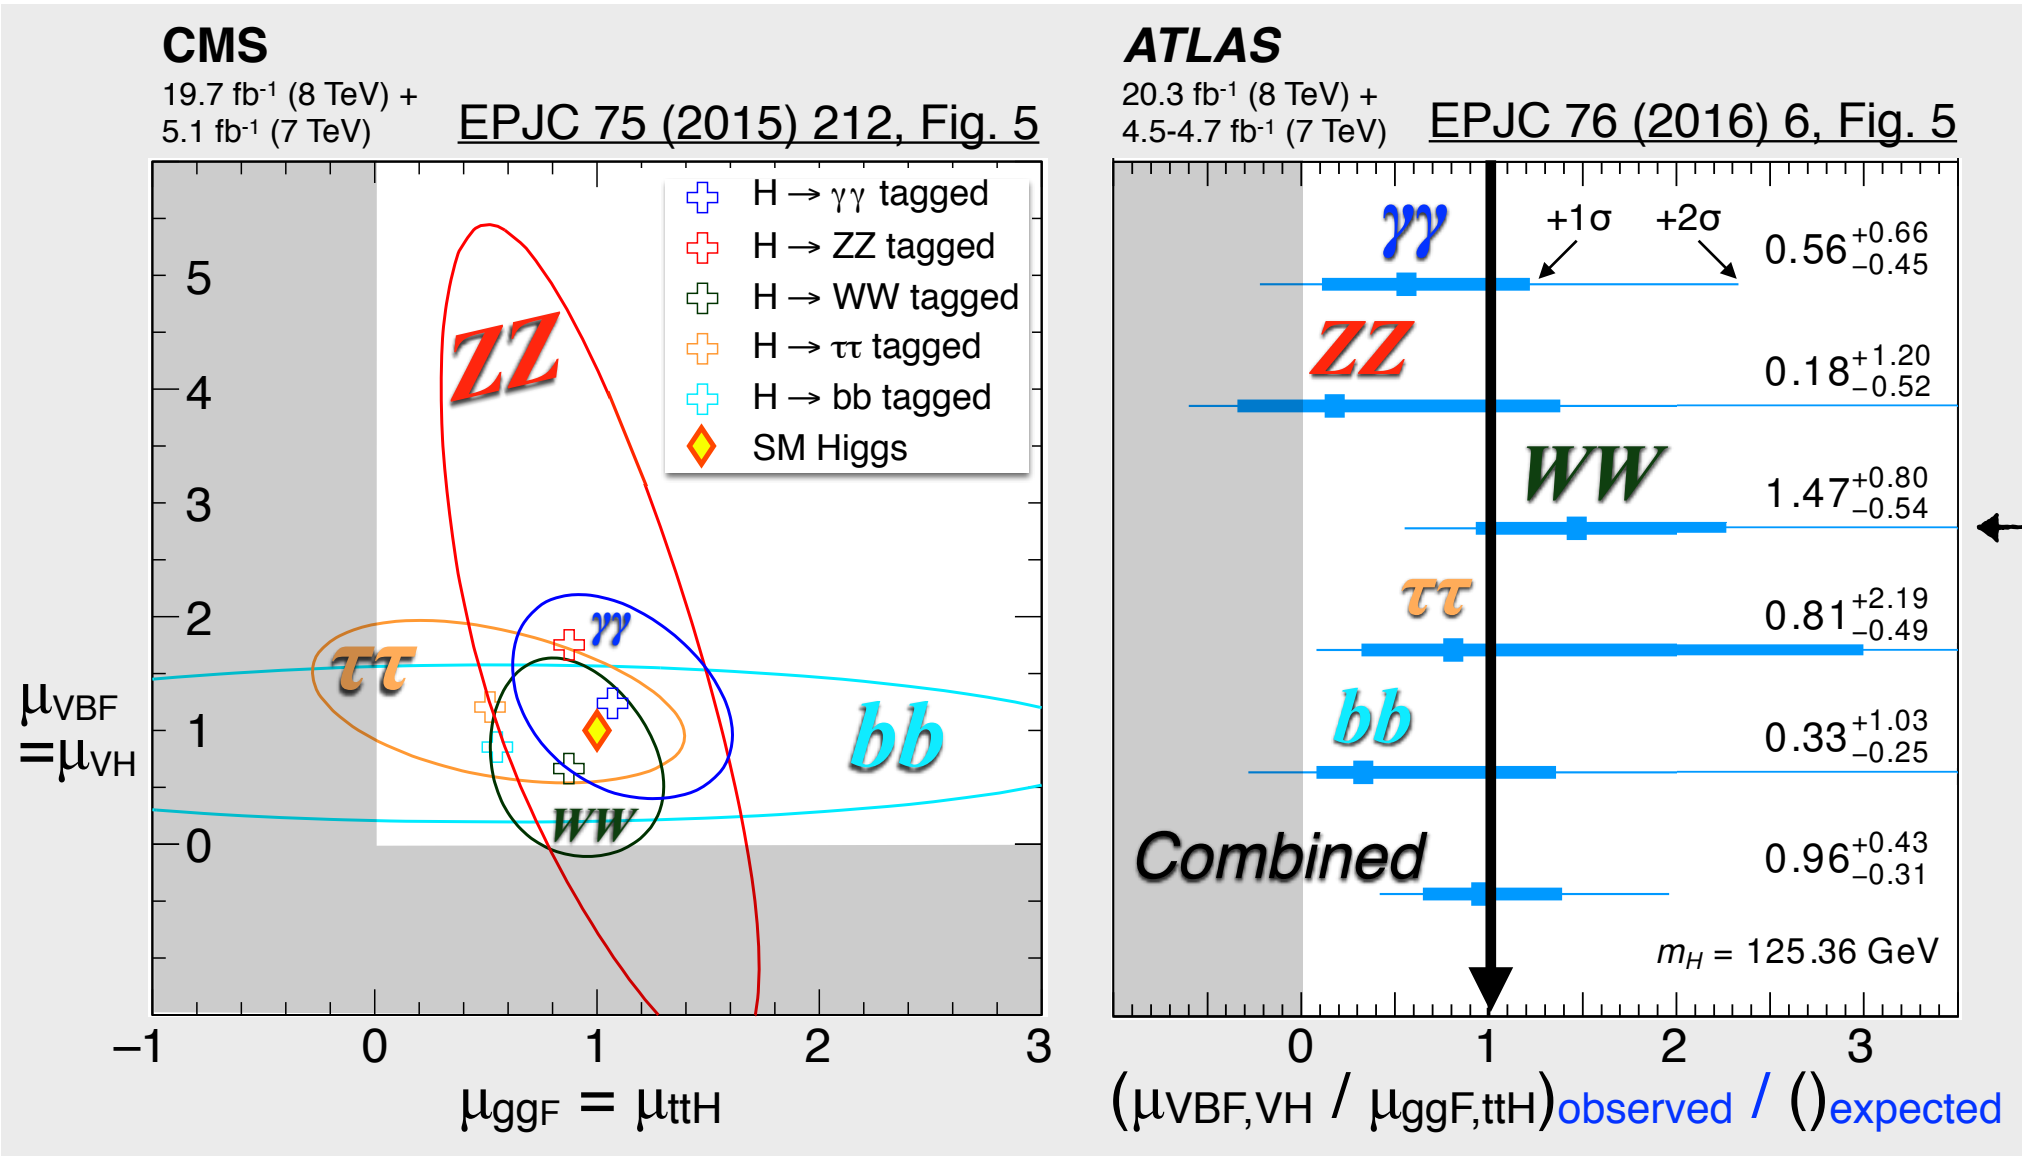 CMS
19.7 fb⁻¹ (8 TeV) +
5.1 fb⁻¹ (7 TeV)
EPJC 75 (2015) 212, Fig. 5
H → γγ tagged
H → ZZ tagged
H → WW tagged
H → ττ tagged
H → bb tagged
SM Higgs
ZZ
γγ
ττ
bb
WW
5
4
3
2
1
0
μVBF
=μVH
−1
0
1
2
3
μggF = μttH
ATLAS
20.3 fb⁻¹ (8 TeV) +
4.5-4.7 fb⁻¹ (7 TeV)
EPJC 76 (2016) 6, Fig. 5
+1σ
+2σ
γγ
0.56 +0.66 −0.45
ZZ
0.18 +1.20 −0.52
WW
1.47 +0.80 −0.54
ττ
0.81 +2.19 −0.49
bb
0.33 +1.03 −0.25
Combined
0.96 +0.43 −0.31
mH = 125.36 GeV
0
1
2
3
(μVBF,VH / μggF,ttH)observed / ()expected